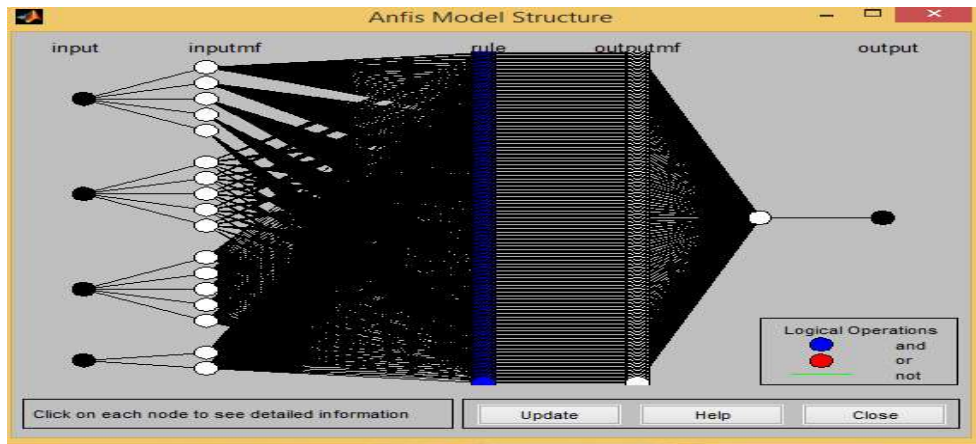 Anfis Model Structure
input inputmf rule outputmf output
Logical Operations
and
or
not
Click on each node to see detailed information
Update Help Close